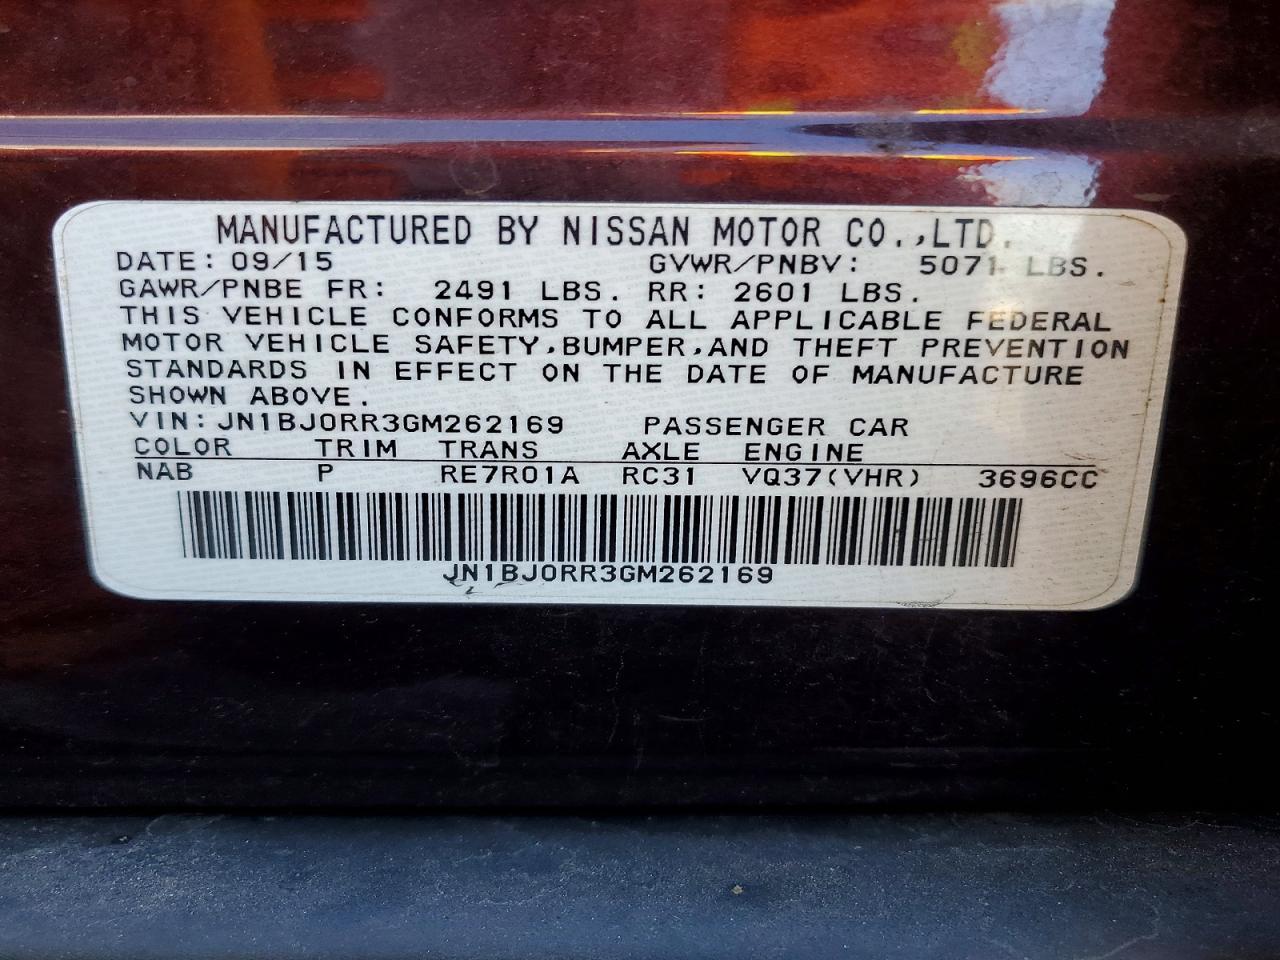 MANUFACTURED BY NISSAN MOTOR CO.,LTD.
DATE: 09/15 GVWR/PNBV: 5071 LBS.
GAWR/PNBE FR: 2491 LBS. RR: 2601 LBS.
THIS VEHICLE CONFORMS TO ALL APPLICABLE FEDERAL
MOTOR VEHICLE SAFETY,BUMPER,AND THEFT PREVENTION
STANDARDS IN EFFECT ON THE DATE OF MANUFACTURE
SHOWN ABOVE.
VIN:JN1BJ0RR3GM262169 PASSENGER CAR
COLOR TRIM TRANS AXLE ENGINE
NAB P RE7R01A RC31 VQ37(VHR) 3696CC
JN1BJ0RR3GM262169